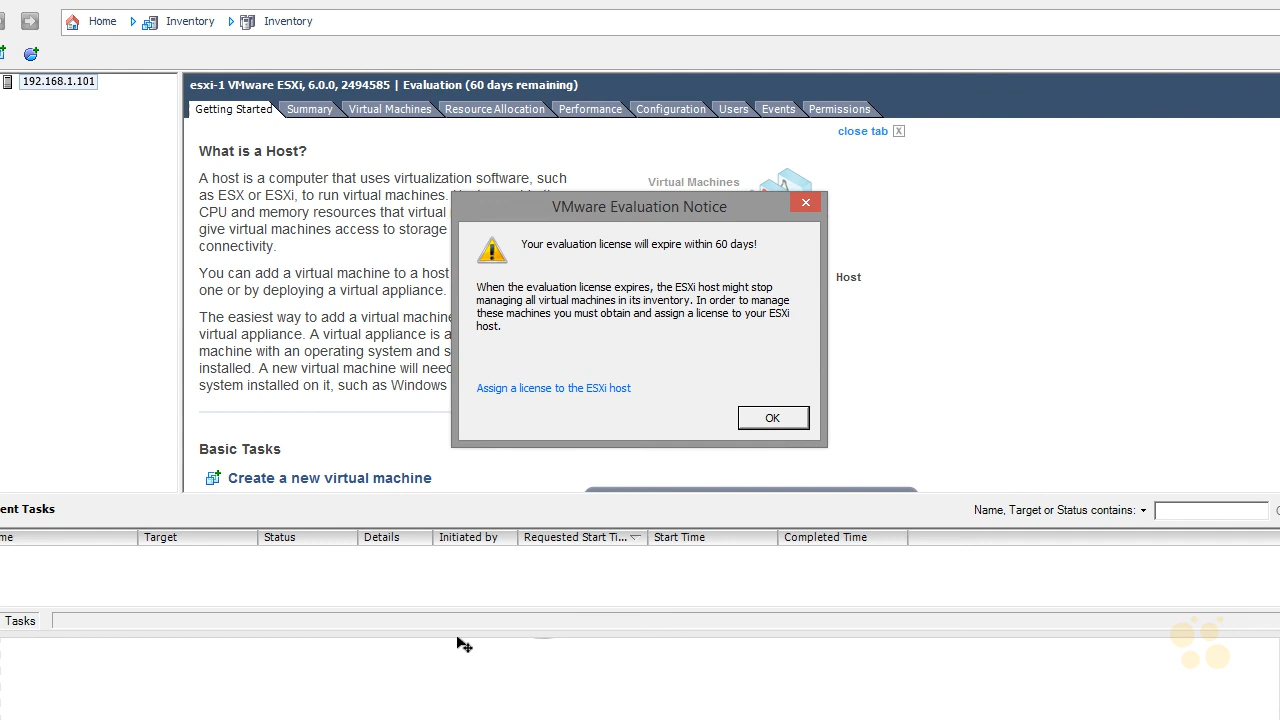 Home Inventory Inventory
192.168.1.101
esxi-1 VMware ESXi, 6.0.0, 2494585 | Evaluation (60 days remaining)
Getting Started Summary Virtual Machines Resource Allocation Performance Configuration Users Events Permissions
close tab X
What is a Host?
A host is a computer that uses virtualization software, such
as ESX or ESXi, to run virtual machines.
CPU and memory resources that virtual
give virtual machines access to storage
connectivity.
You can add a virtual machine to a host
one or by deploying a virtual appliance.
The easiest way to add a virtual machine
virtual appliance. A virtual appliance is a
machine with an operating system and s
installed. A new virtual machine will need
system installed on it, such as Windows
Virtual Machines
Host
VMware Evaluation Notice
Your evaluation license will expire within 60 days!
When the evaluation license expires, the ESXi host might stop
managing all virtual machines in its inventory. In order to manage
these machines you must obtain and assign a license to your ESXi
host.
Assign a license to the ESXi host
OK
Basic Tasks
Create a new virtual machine
ent Tasks
Name, Target or Status contains:
me Target Status Details Initiated by Requested Start Ti... Start Time Completed Time
Tasks